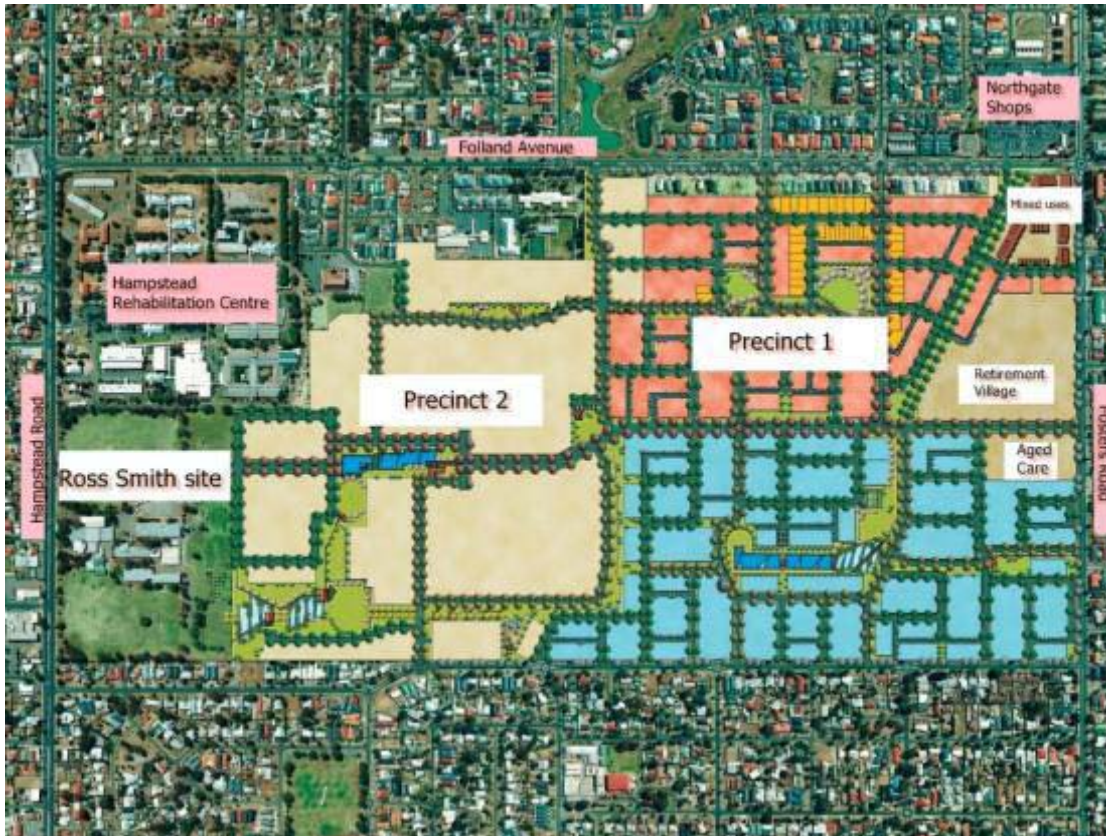 Northgate
Shops
Folland Avenue
Mixed uses
Hampstead
Rehabilitation Centre
Precinct 1
Retirement
Village
Precinct 2
Hampstead Road
Fosters Road
Ross Smith site
Aged
Care